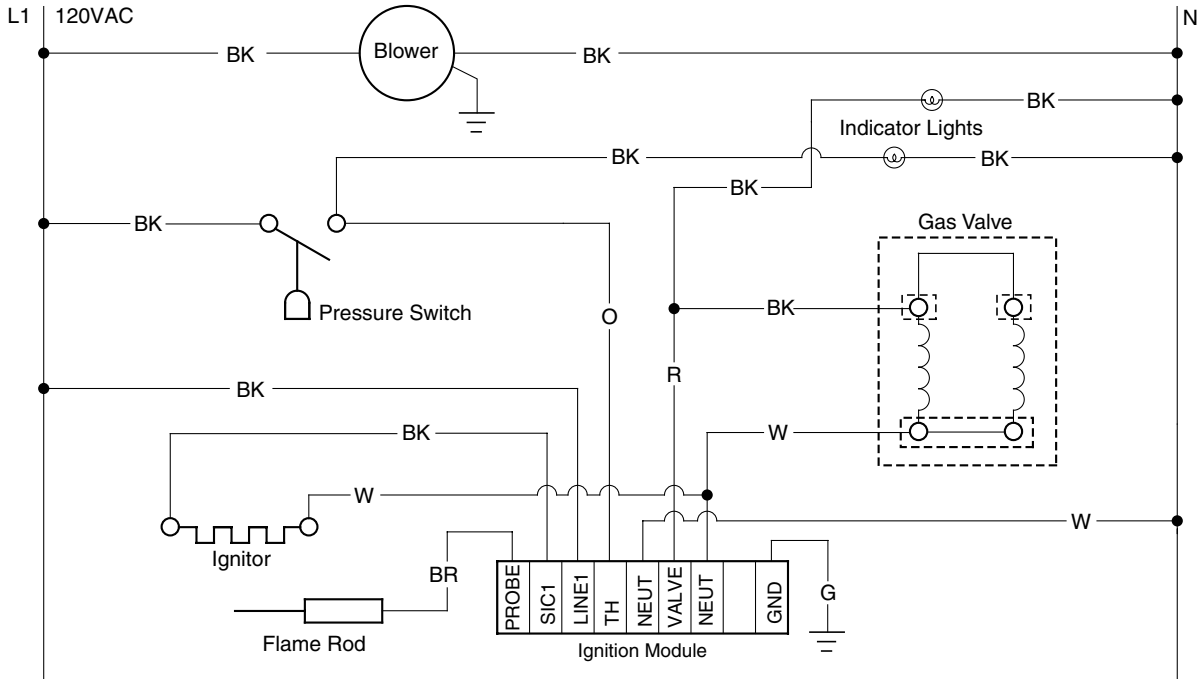 L1 120VAC N
BK Blower BK
BK
Indicator Lights
BK BK
BK
BK
Gas Valve
Pressure Switch
BK
O
R
BK
BK
W
W
W
Ignitor
BR
PROBE
SIC1
LINE1
TH
NEUT
VALVE
NEUT
GND
G
Flame Rod
Ignition Module